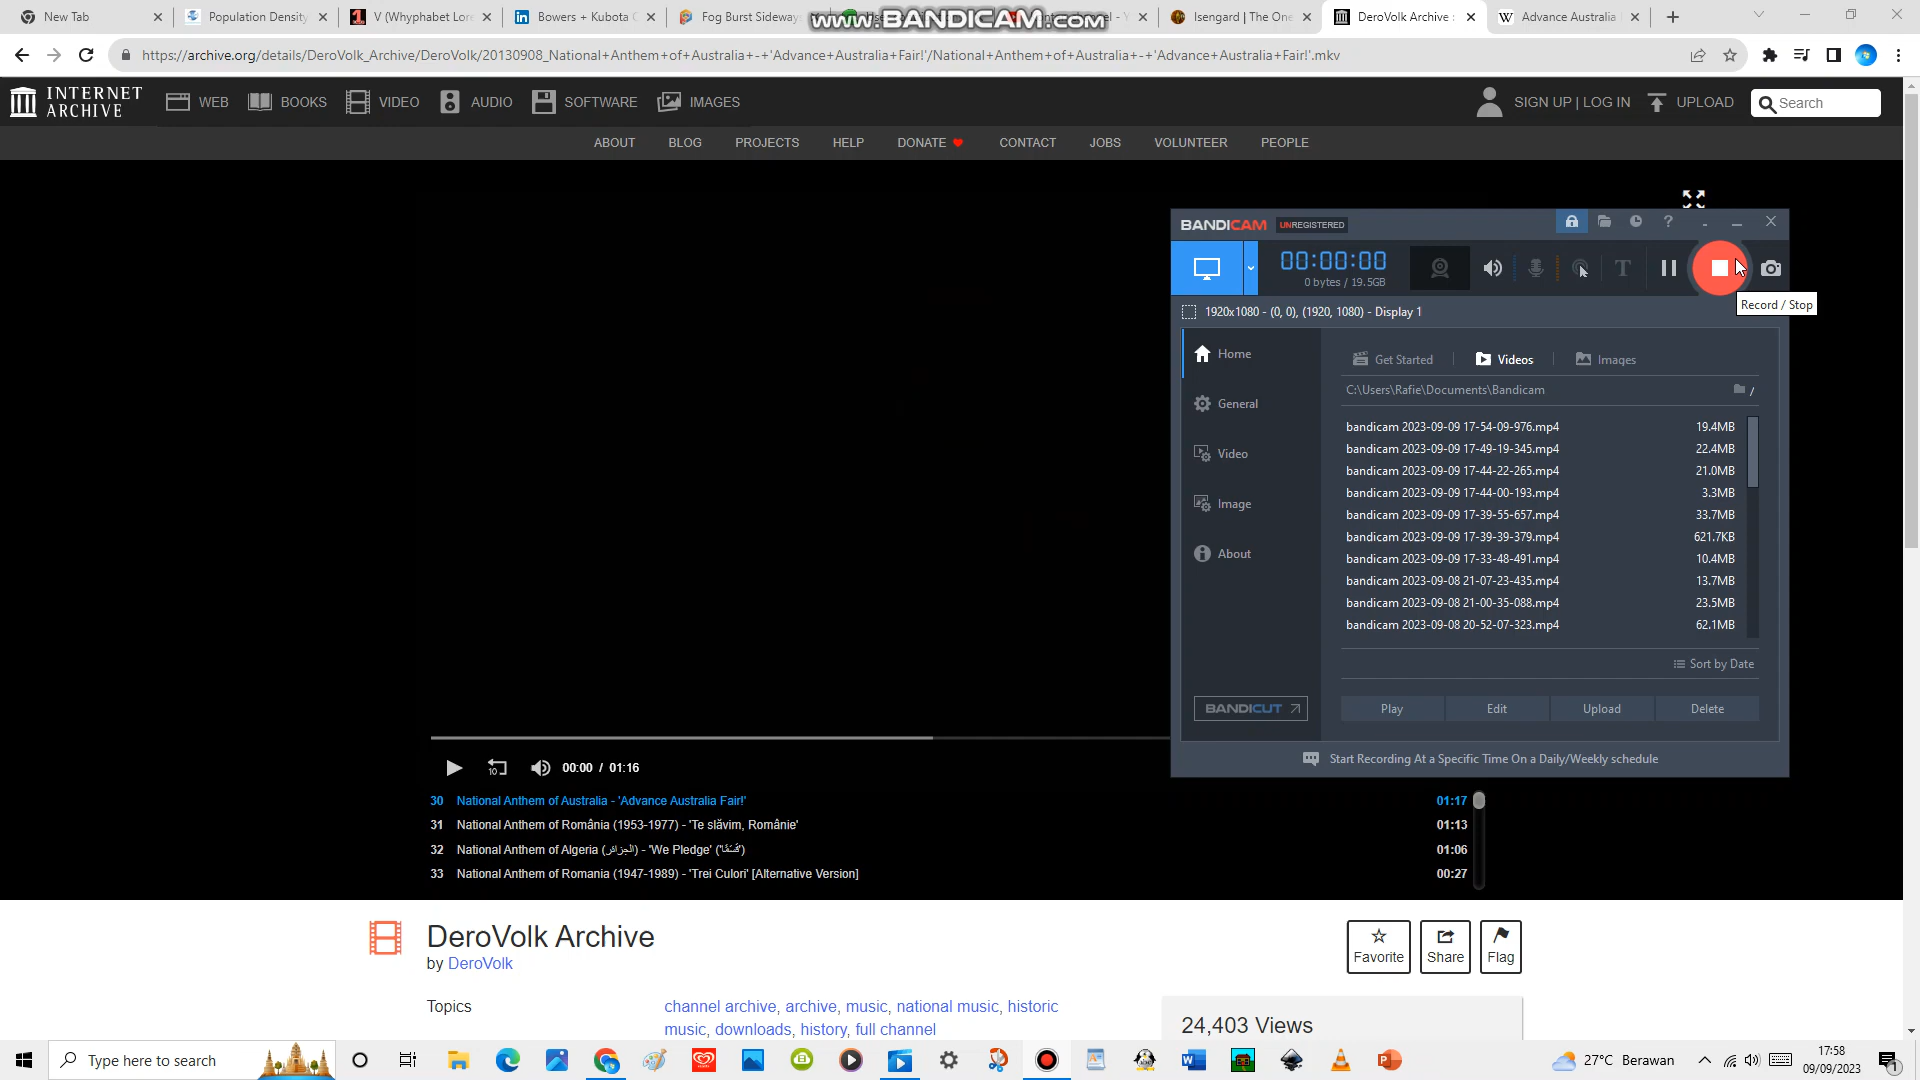 New Tab
Population Density
V (Whyphabet Lore
Bowers + Kubota C
Fog Burst Sideway
www.BANDICAM.com
Isengard | The One
DeroVolk Archive :
Advance Australia
https://archive.org/details/DeroVolk_Archive/DeroVolk/20130908_National+Anthem+of+Australia+-+'Advance+Australia+Fair!'/National+Anthem+of+Australia+-+'Advance+Australia+Fair!'.mkv
INTERNET ARCHIVE
WEB
BOOKS
VIDEO
AUDIO
SOFTWARE
IMAGES
SIGN UP | LOG IN
UPLOAD
Search
ABOUT
BLOG
PROJECTS
HELP
DONATE
CONTACT
JOBS
VOLUNTEER
PEOPLE
BANDICAM
UNREGISTERED
00:00:00
0 bytes / 19.5GB
Record / Stop
1920x1080 - (0, 0), (1920, 1080) - Display 1
Home
General
Video
Image
About
BANDICUT
Get Started
Videos
Images
C:\Users\Rafie\Documents\Bandicam
bandicam 2023-09-09 17-54-09-976.mp4 19.4MB
bandicam 2023-09-09 17-49-19-345.mp4 22.4MB
bandicam 2023-09-09 17-44-22-265.mp4 21.0MB
bandicam 2023-09-09 17-44-00-193.mp4 3.3MB
bandicam 2023-09-09 17-39-55-657.mp4 33.7MB
bandicam 2023-09-09 17-39-39-379.mp4 621.7KB
bandicam 2023-09-09 17-33-48-491.mp4 10.4MB
bandicam 2023-09-08 21-07-23-435.mp4 13.7MB
bandicam 2023-09-08 21-00-35-088.mp4 23.5MB
bandicam 2023-09-08 20-52-07-323.mp4 62.1MB
Sort by Date
Play
Edit
Upload
Delete
Start Recording At a Specific Time On a Daily/Weekly schedule
00:00 / 01:16
30 National Anthem of Australia - 'Advance Australia Fair!' 01:17
31 National Anthem of România (1953-1977) - 'Te slăvim, Românie' 01:13
32 National Anthem of Algeria (الجزائر) - 'We Pledge' ('قَسَمًا') 01:06
33 National Anthem of Romania (1947-1989) - 'Trei Culori' [Alternative Version] 00:27
DeroVolk Archive
by DeroVolk
Favorite
Share
Flag
Topics
channel archive, archive, music, national music, historic
music, downloads, history, full channel
24,403 Views
Type here to search
27°C Berawan
17:58
09/09/2023
1